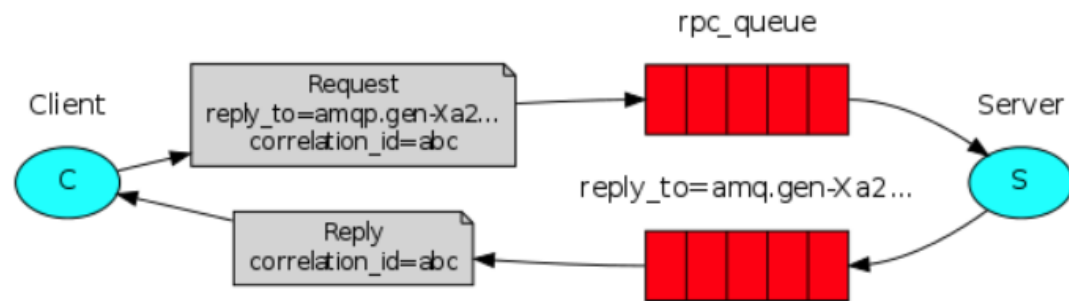 rpc_queue
Request
reply_to=amqp.gen-Xa2...
correlation_id=abc
Client
Server
C
S
reply_to=amq.gen-Xa2...
Reply
correlation_id=abc